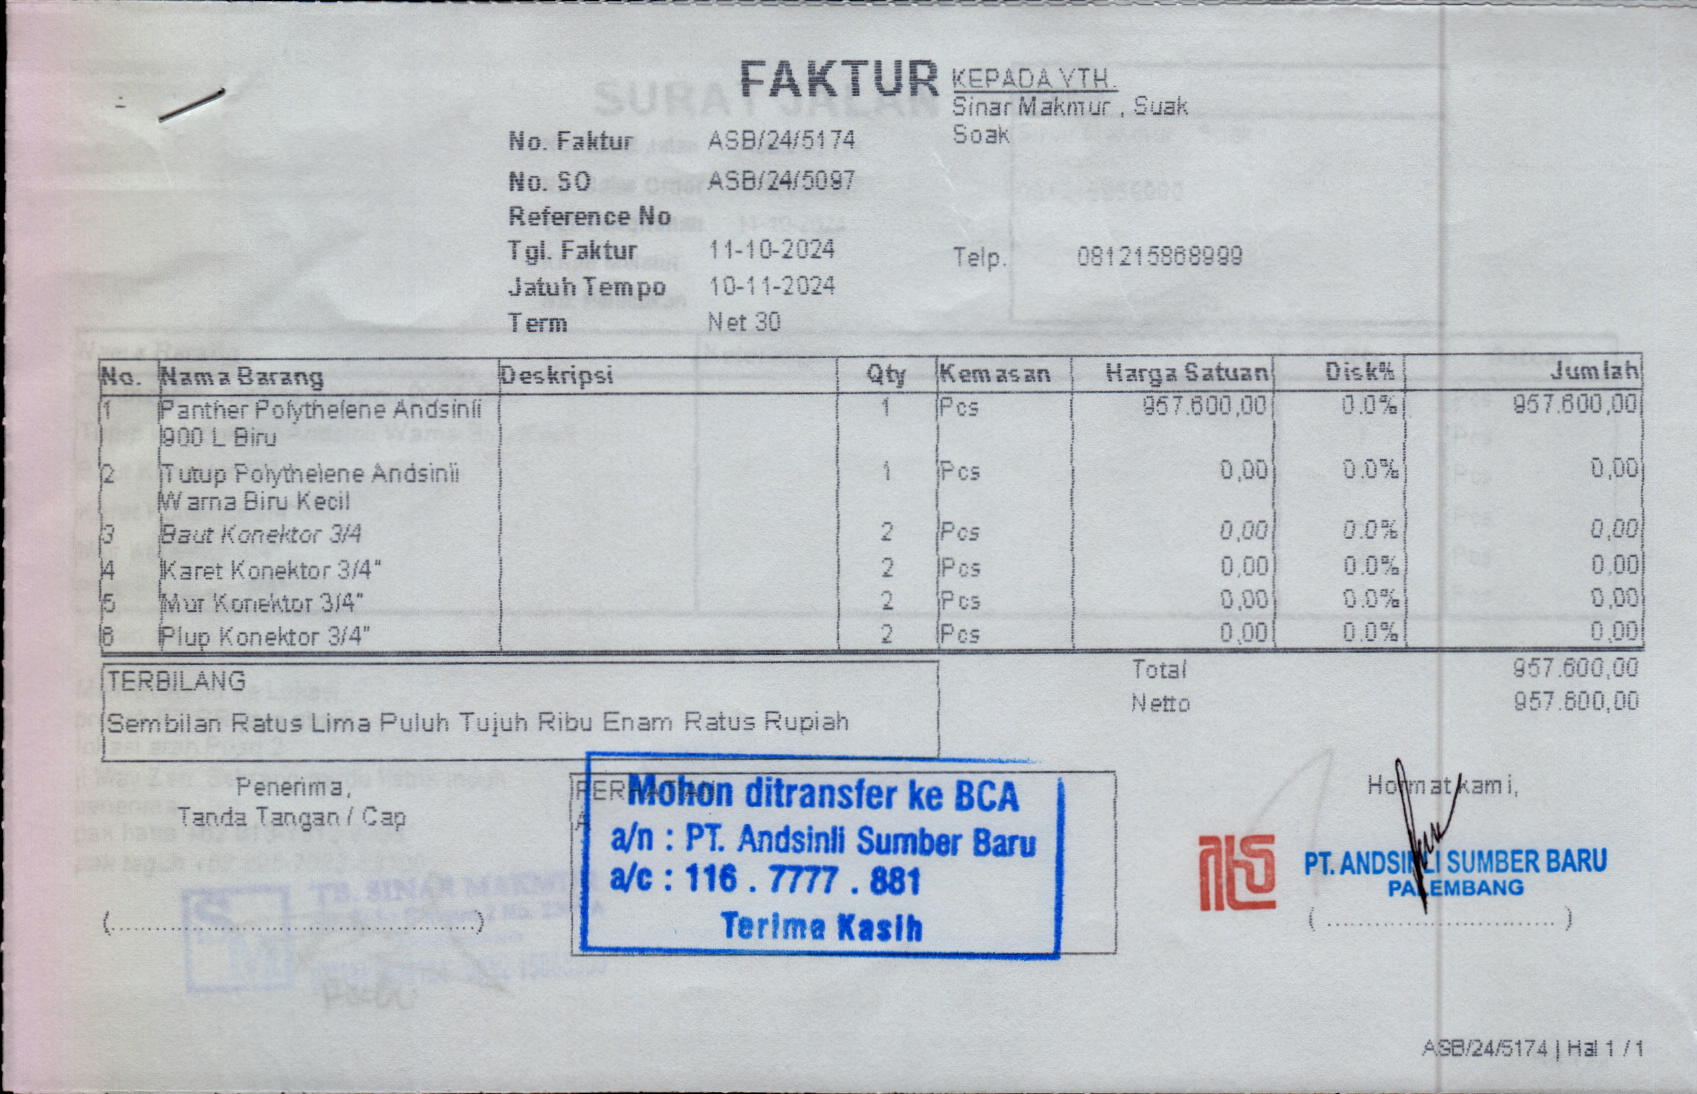 FAKTUR
KEPADA YTH.
Sinar Makmur , Suak
Soak
No. Faktur ASB/24/5174
No. SO ASB/24/5097
Reference No
Tgl. Faktur 11-10-2024
Telp. 081215868999
Jatuh Tempo 10-11-2024
Term Net 30
No. Nama Barang Deskripsi Qty Kemasan Harga Satuan Disk% Jumlah
1 Panther Polythelene Andsinli 1 Pcs 957.600,00 0.0% 957.600,00
900 L Biru
2 Tutup Polythelene Andsinli 1 Pcs 0,00 0.0% 0,00
Warna Biru Kecil
3 Baut Konektor 3/4 2 Pcs 0,00 0.0% 0,00
4 Karet Konektor 3/4" 2 Pcs 0,00 0.0% 0,00
5 Mur Konektor 3/4" 2 Pcs 0,00 0.0% 0,00
6 Plup Konektor 3/4" 2 Pcs 0,00 0.0% 0,00
Total 957.600,00
Netto 957.600,00
TERBILANG
Sembilan Ratus Lima Puluh Tujuh Ribu Enam Ratus Rupiah
Penerima,
Tanda Tangan / Cap
(..........................................)
Mohon ditransfer ke BCA
a/n : PT. Andsinli Sumber Baru
a/c : 116 . 7777 . 881
Terima Kasih
Hormat kami,
PT. ANDSINLI SUMBER BARU
PALEMBANG
( ............................ )
ASB/24/5174 | Hal 1 / 1